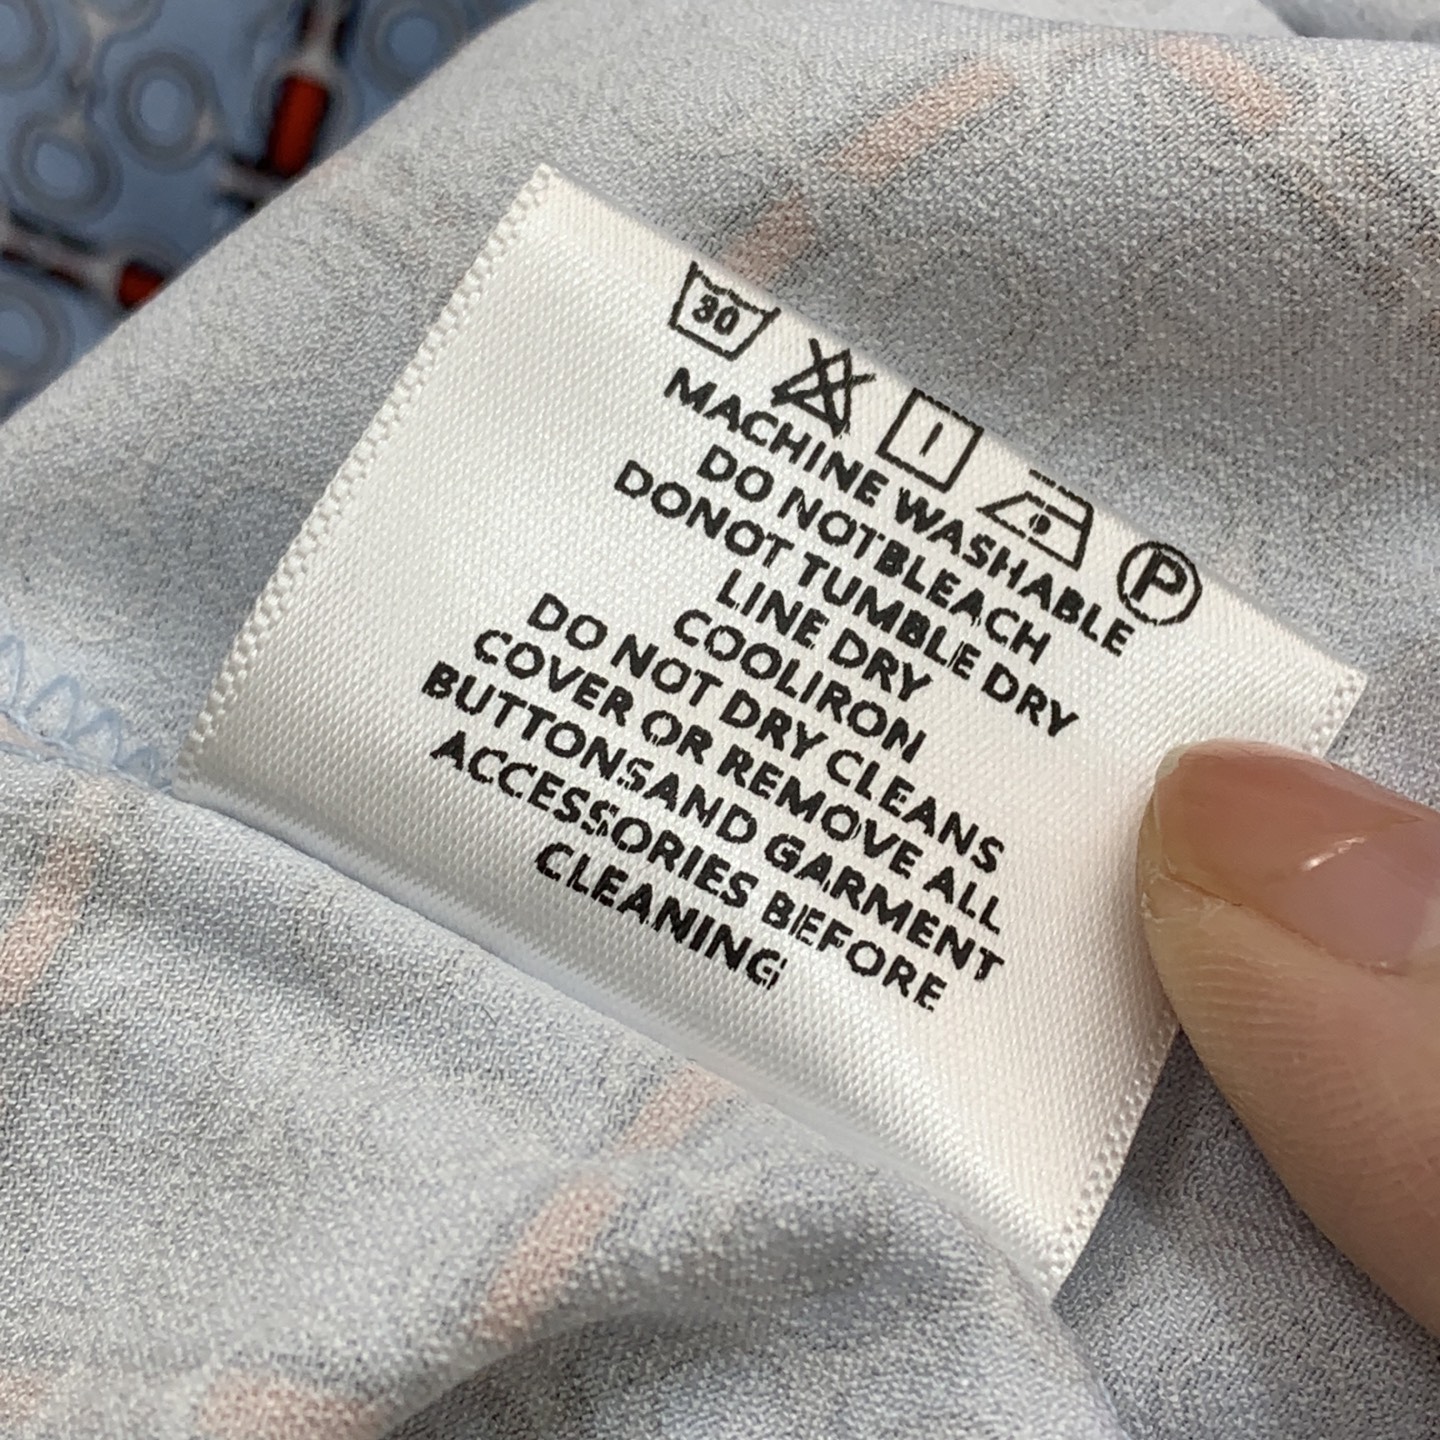 30 P
MACHINE WASHABLE
DO NOTBLEACH
DONOT TUMBLE DRY
LINE DRY
COOLIRON
DO NOT DRY CLEANS
COVER OR REMOVE ALL
BUTTONSAND GARMENT
ACCESSORIES BEFORE
CLEANING